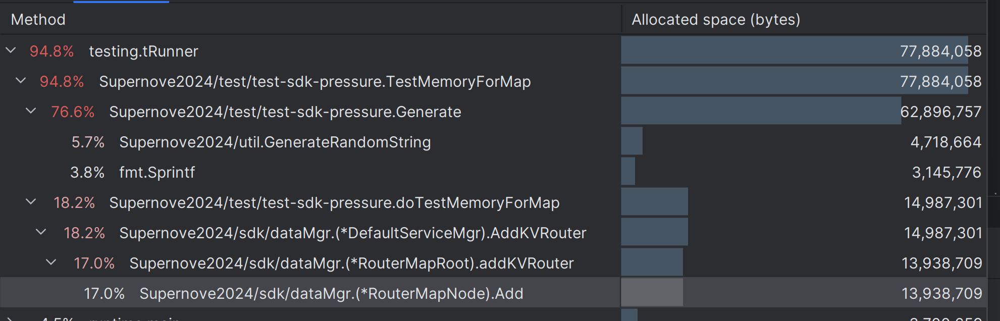 Method Allocated space (bytes)
94.8% testing.tRunner 77,884,058
94.8% Supernove2024/test/test-sdk-pressure.TestMemoryForMap 77,884,058
76.6% Supernove2024/test/test-sdk-pressure.Generate 62,896,757
5.7% Supernove2024/util.GenerateRandomString 4,718,664
3.8% fmt.Sprintf 3,145,776
18.2% Supernove2024/test/test-sdk-pressure.doTestMemoryForMap 14,987,301
18.2% Supernove2024/sdk/dataMgr.(*DefaultServiceMgr).AddKVRouter 14,987,301
17.0% Supernove2024/sdk/dataMgr.(*RouterMapRoot).addKVRouter 13,938,709
17.0% Supernove2024/sdk/dataMgr.(*RouterMapNode).Add 13,938,709
4.5% runtime.main